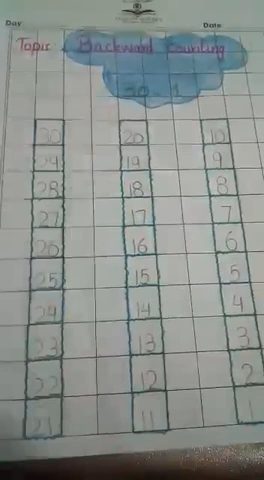 Day
Date
Topic Backward Counting
30 - 1
30 20 10
29 19 9
28 18 8
27 17 7
26 16 6
25 15 5
24 14 4
23 13 3
22 12 2
21 11 1